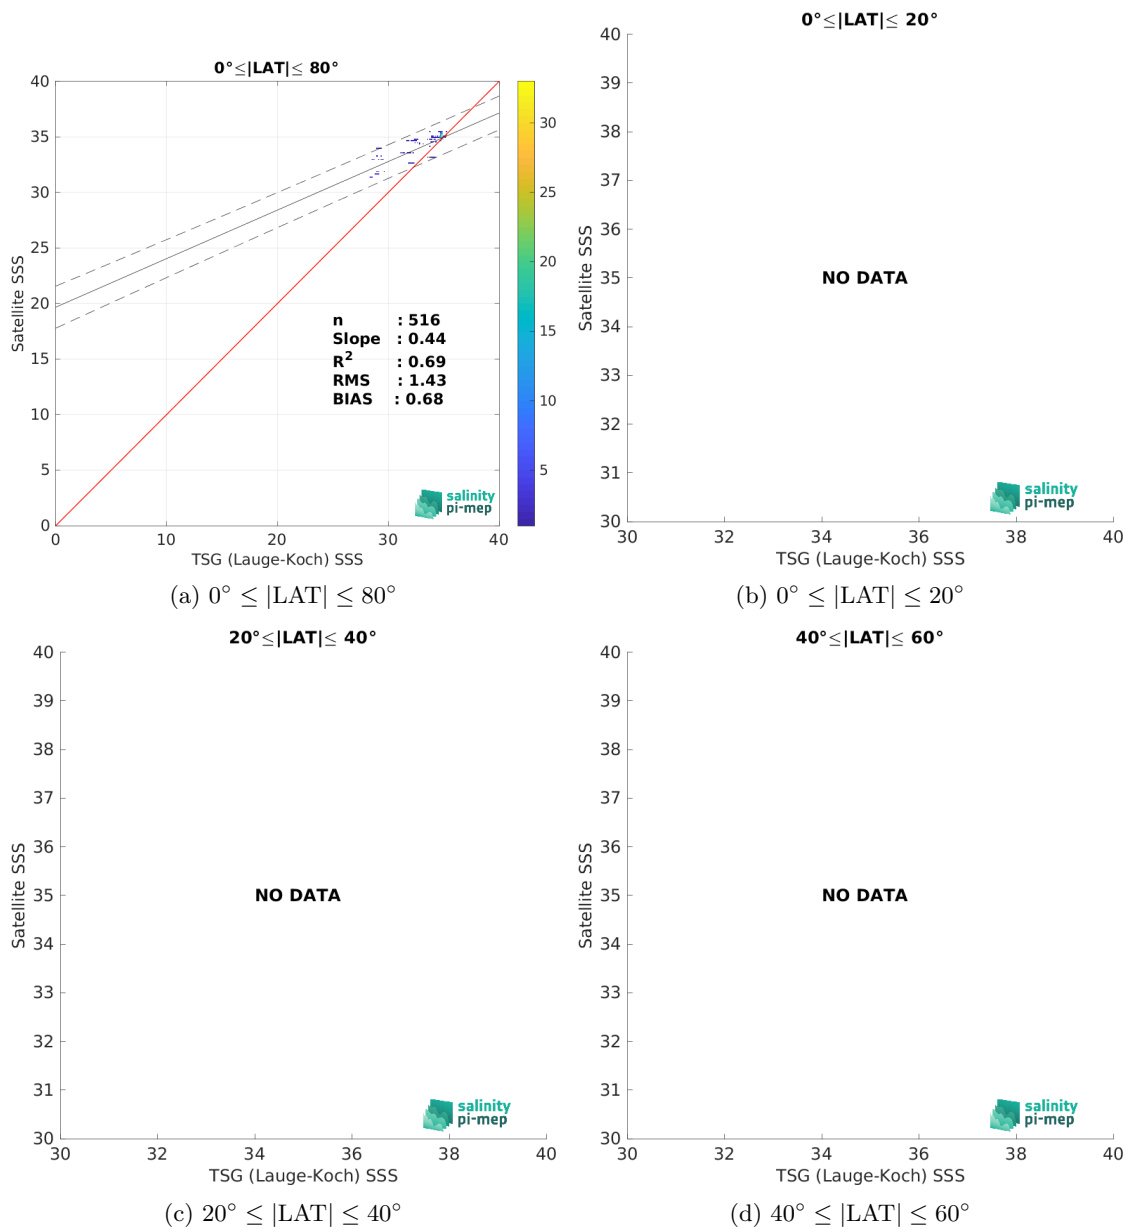 0°≤|LAT|≤ 80°
40
35
30
25
20
15
10
5
0
Satellite SSS
n : 516
Slope : 0.44
R² : 0.69
RMS : 1.43
BIAS : 0.68
salinity
pi-mep
0 10 20 30 40
TSG (Lauge-Koch) SSS
30
25
20
15
10
5
(a) 0° ≤ |LAT| ≤ 80°
0°≤|LAT|≤ 20°
40
39
38
37
36
35
34
33
32
31
30
Satellite SSS
NO DATA
salinity
pi-mep
30 32 34 36 38 40
TSG (Lauge-Koch) SSS
(b) 0° ≤ |LAT| ≤ 20°
20°≤|LAT|≤ 40°
40
39
38
37
36
35
34
33
32
31
30
Satellite SSS
NO DATA
salinity
pi-mep
30 32 34 36 38 40
TSG (Lauge-Koch) SSS
(c) 20° ≤ |LAT| ≤ 40°
40°≤|LAT|≤ 60°
40
39
38
37
36
35
34
33
32
31
30
Satellite SSS
NO DATA
salinity
pi-mep
30 32 34 36 38 40
TSG (Lauge-Koch) SSS
(d) 40° ≤ |LAT| ≤ 60°